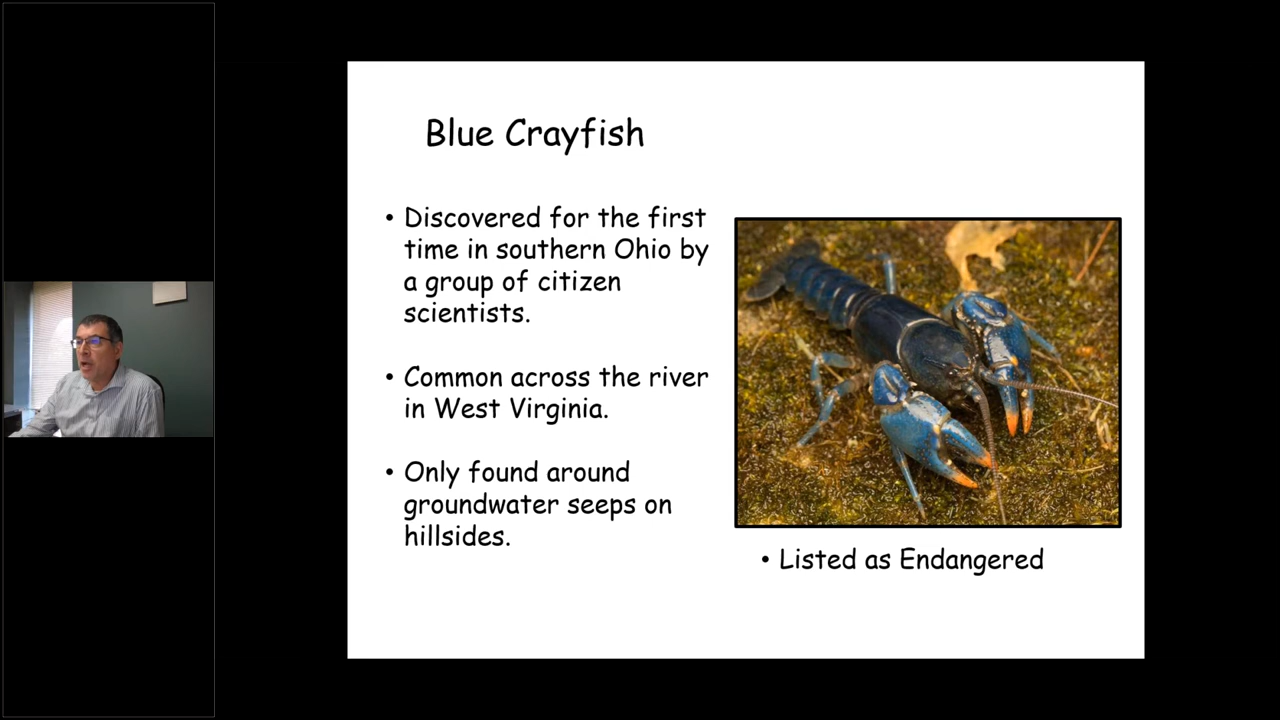 Blue Crayfish
• Discovered for the first
time in southern Ohio by
a group of citizen
scientists.
• Common across the river
in West Virginia.
• Only found around
groundwater seeps on
hillsides.
• Listed as Endangered